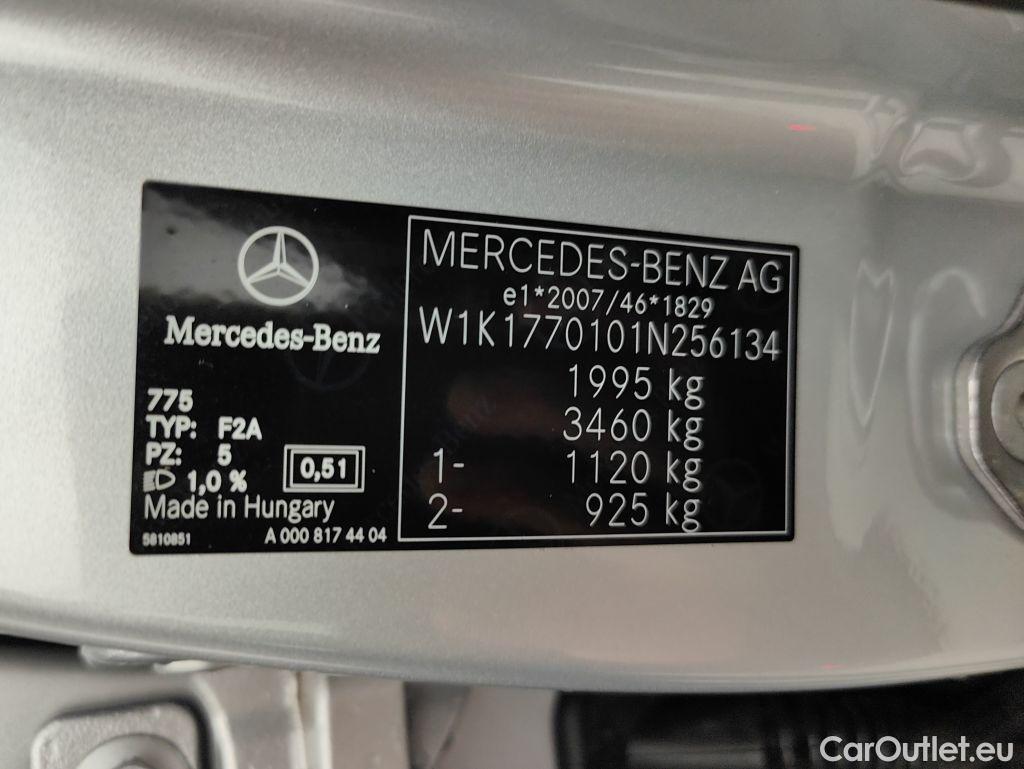 Mercedes-Benz
775
TYP: F2A
PZ: 5
1,0 %
0,51
Made in Hungary
5810851 A 000 817 44 04
MERCEDES-BENZ AG
e1*2007/46*1829
W1K1770101N256134
1995 kg
3460 kg
1- 1120 kg
2- 925 kg
CarOutlet.eu